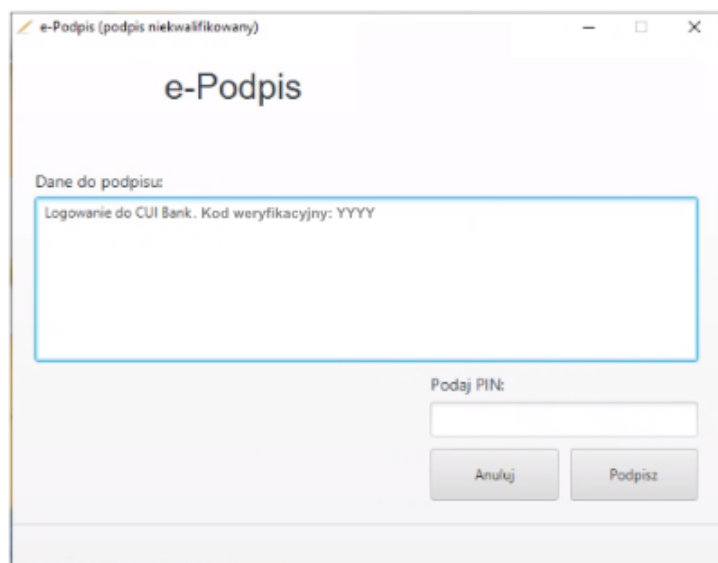 e-Podpis (podpis niekwalifikowany)
e-Podpis
Dane do podpisu:
Logowanie do CUI Bank. Kod weryfikacyjny: YYYY
Podaj PIN:
Anuluj
Podpisz